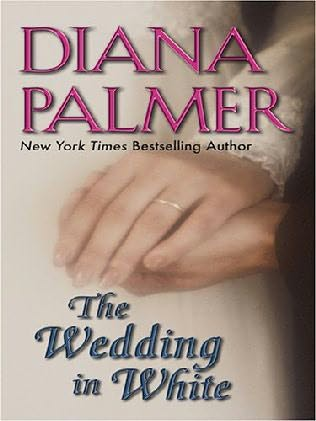 DIANA
PALMER
New York Times Bestselling Author
The
Wedding
in White